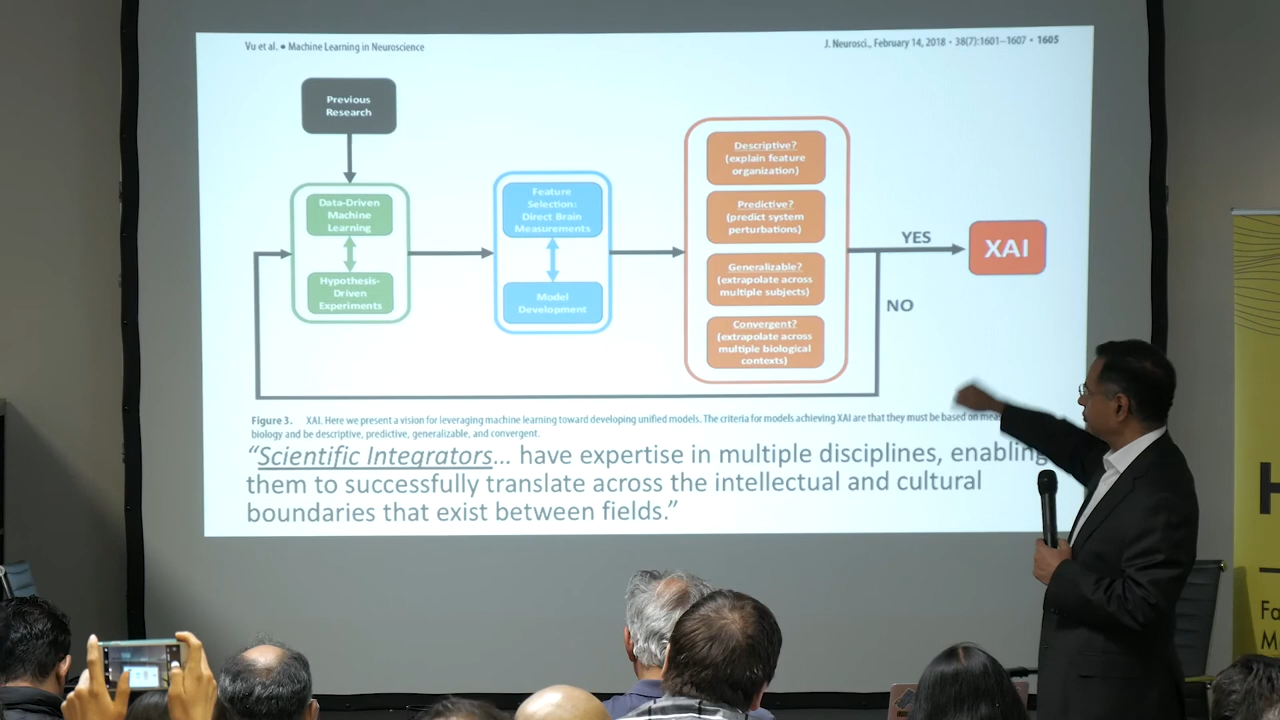 Vu et al. • Machine Learning in Neuroscience
J. Neurosci., February 14, 2018 • 38(7):1601–1607 • 1605
Previous
Research
Data-Driven
Machine
Learning
Hypothesis-
Driven
Experiments
Feature
Selection:
Direct Brain
Measurements
Model
Development
Descriptive?
(explain feature
organization)
Predictive?
(predict system
perturbations)
Generalizable?
(extrapolate across
multiple subjects)
Convergent?
(extrapolate across
multiple biological
contexts)
YES
NO
XAI
Figure 3. XAI. Here we present a vision for leveraging machine learning toward developing unified models. The criteria for models achieving XAI are that they must be based on
biology and be descriptive, predictive, generalizable, and convergent.
“Scientific Integrators... have expertise in multiple disciplines, enabling
them to successfully translate across the intellectual and cultural
boundaries that exist between fields.”
H
Fa
M